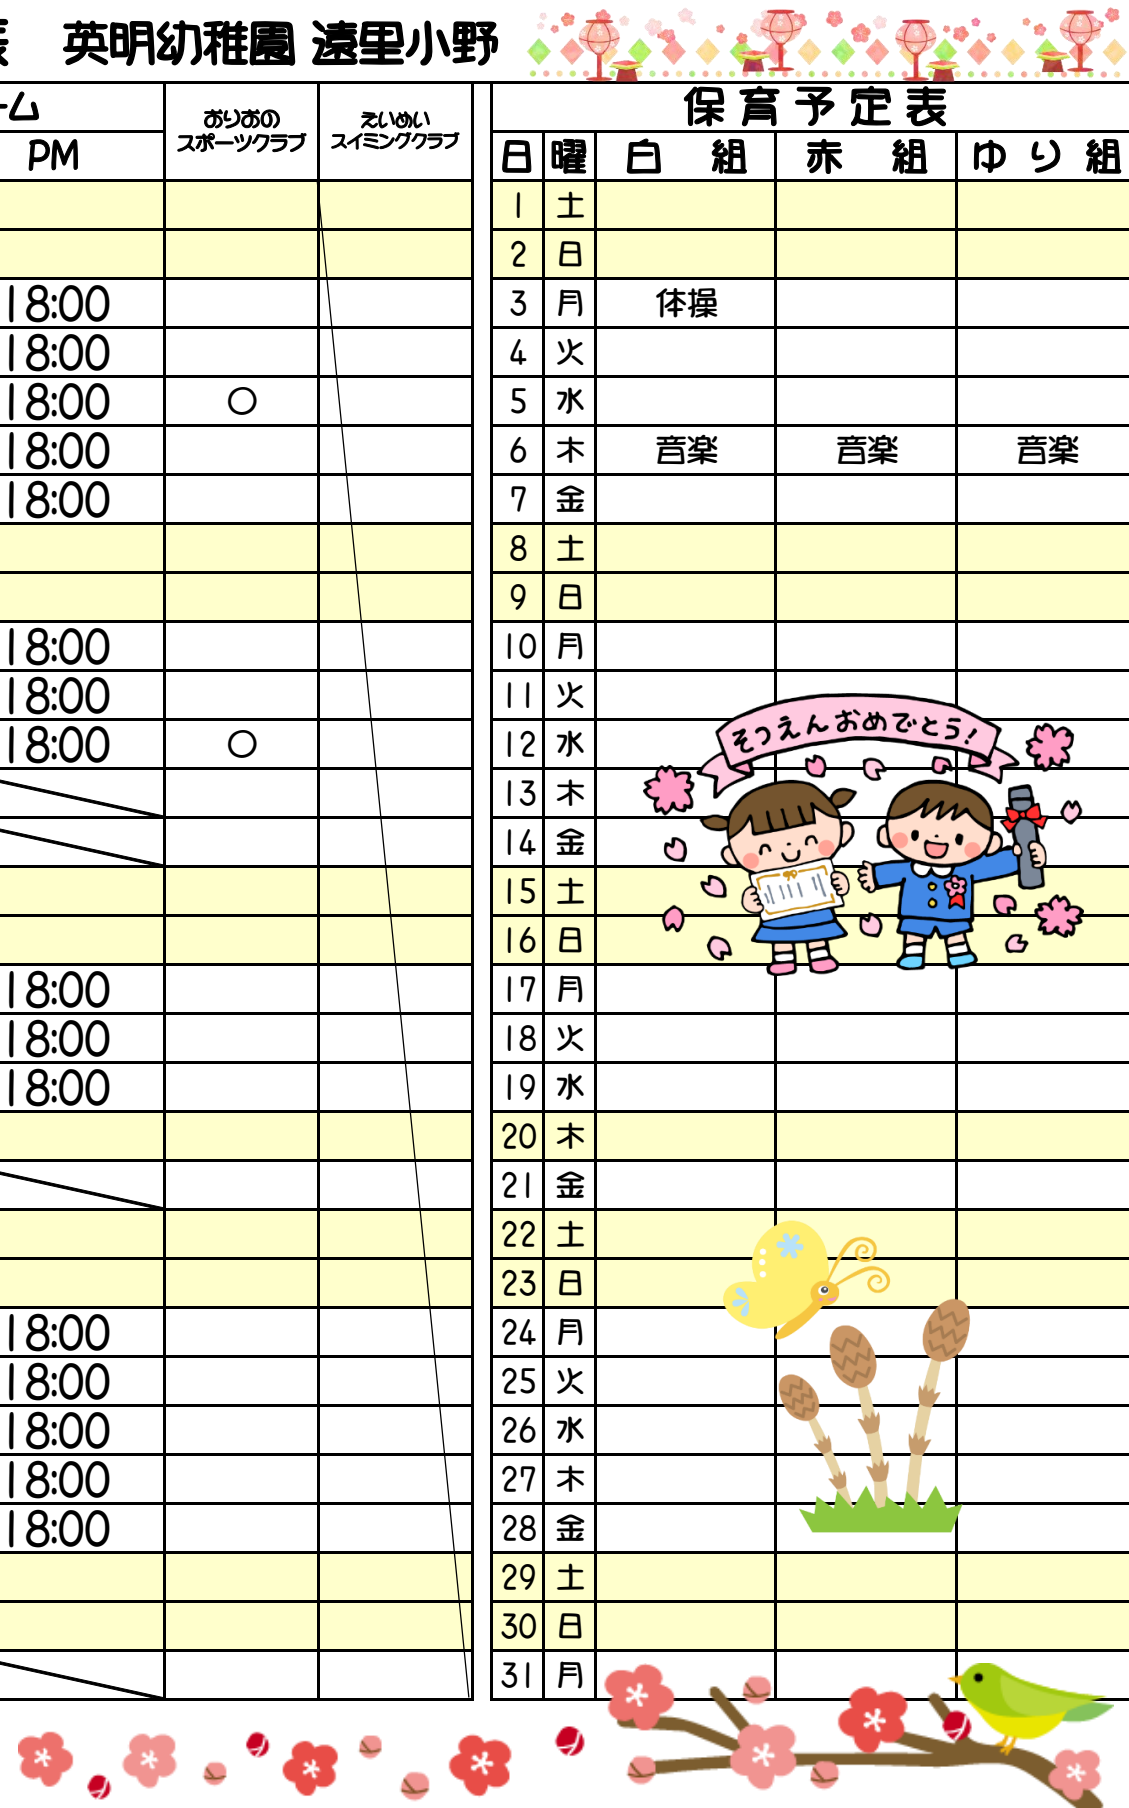 英明幼稚園 遠里小野
ーム おりおの スポーツクラブ えいめい スイミングクラブ 保育予定表
PM 日 曜 白 組 赤 組 ゆり組
1 土
2 日
18:00 3 月 体操
18:00 4 火
18:00 ○ 5 水
18:00 6 木 音楽 音楽 音楽
18:00 7 金
8 土
9 日
18:00 10 月
18:00 11 火
18:00 ○ 12 水
そつえんおめでとう!
13 木
14 金
15 土
16 日
18:00 17 月
18:00 18 火
18:00 19 水
20 木
21 金
22 土
23 日
18:00 24 月
18:00 25 火
18:00 26 水
18:00 27 木
18:00 28 金
29 土
30 日
31 月